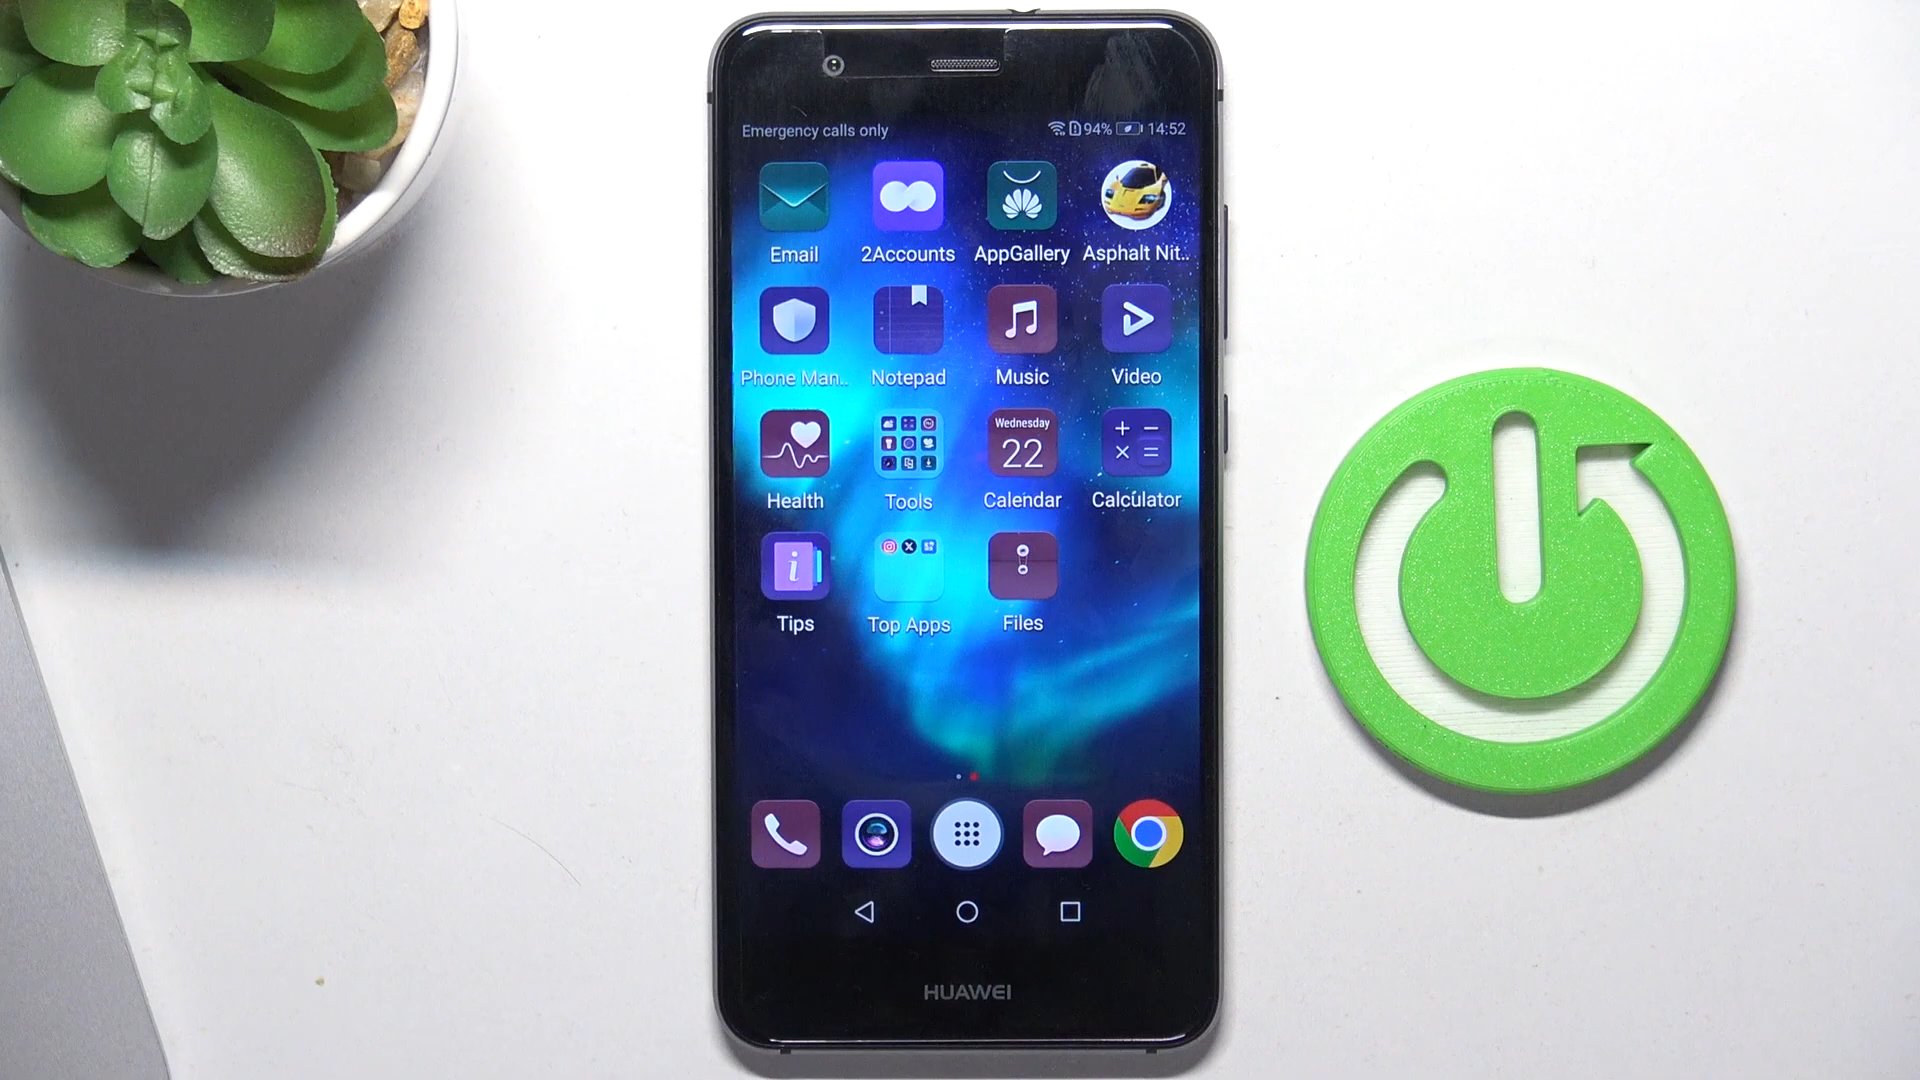 Emergency calls only 94% 14:52
Email 2Accounts AppGallery Asphalt Nit..
Phone Man.. Notepad Music Video
Wednesday
22
Health Tools Calendar Calculator
Tips Top Apps Files
HUAWEI